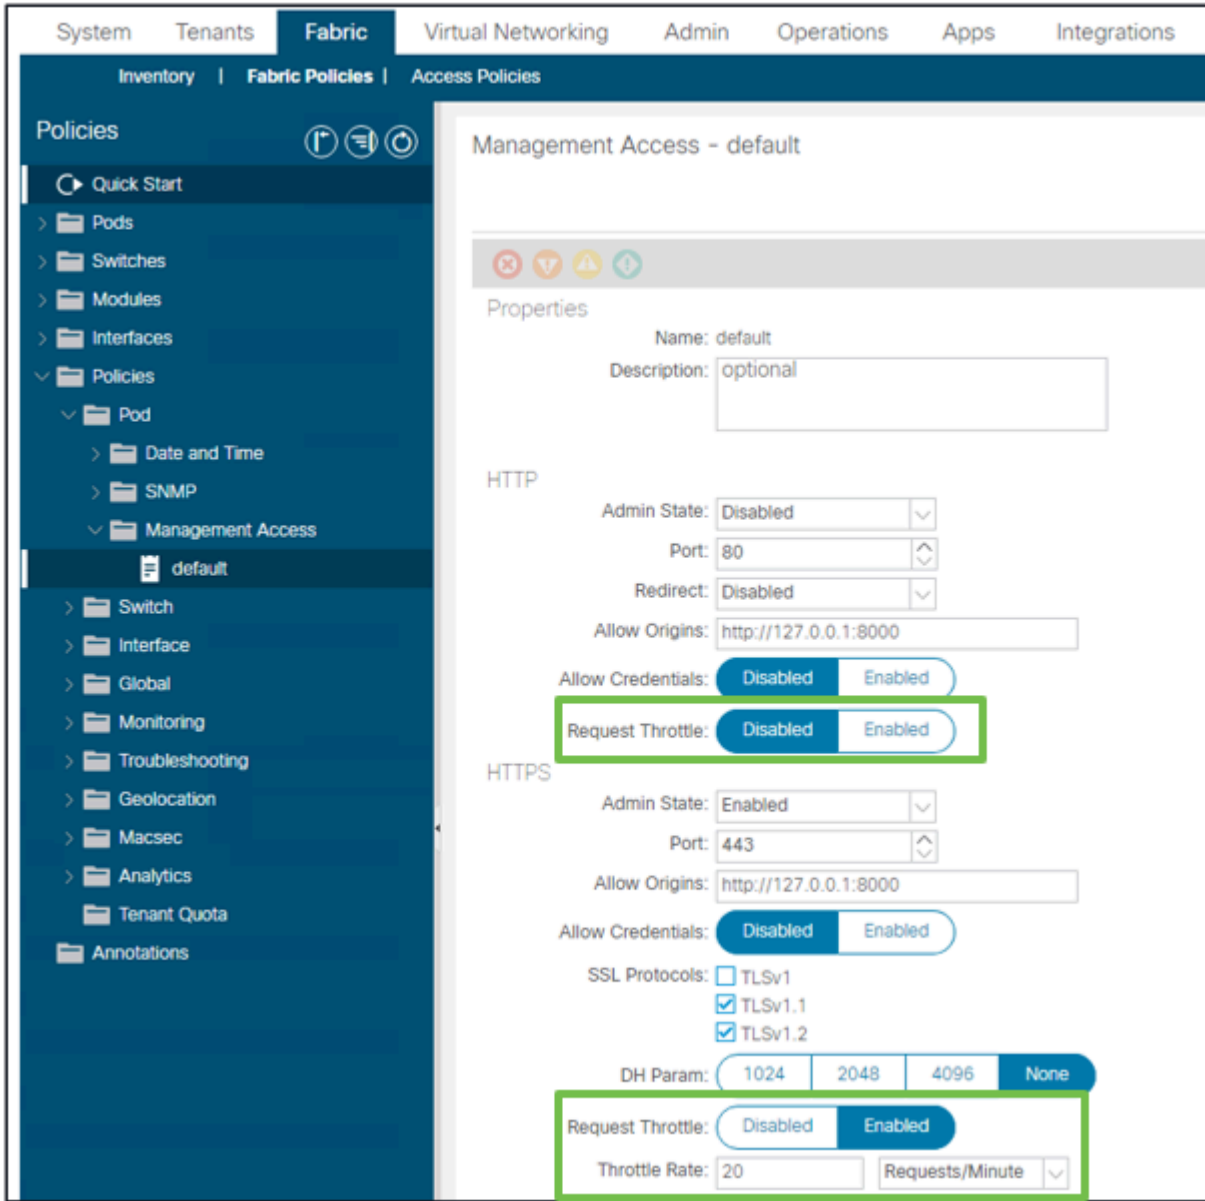 System Tenants Fabric Virtual Networking Admin Operations Apps Integrations
Inventory | Fabric Policies | Access Policies
Policies
Quick Start
Pods
Switches
Modules
Interfaces
Policies
Pod
Date and Time
SNMP
Management Access
default
Switch
Interface
Global
Monitoring
Troubleshooting
Geolocation
Macsec
Analytics
Tenant Quota
Annotations
Management Access - default
Properties
Name: default
Description: optional
HTTP
Admin State: Disabled
Port: 80
Redirect: Disabled
Allow Origins: http://127.0.0.1:8000
Allow Credentials: Disabled Enabled
Request Throttle: Disabled Enabled
HTTPS
Admin State: Enabled
Port: 443
Allow Origins: http://127.0.0.1:8000
Allow Credentials: Disabled Enabled
SSL Protocols: TLSv1
TLSv1.1
TLSv1.2
DH Param: 1024 2048 4096 None
Request Throttle: Disabled Enabled
Throttle Rate: 20 Requests/Minute